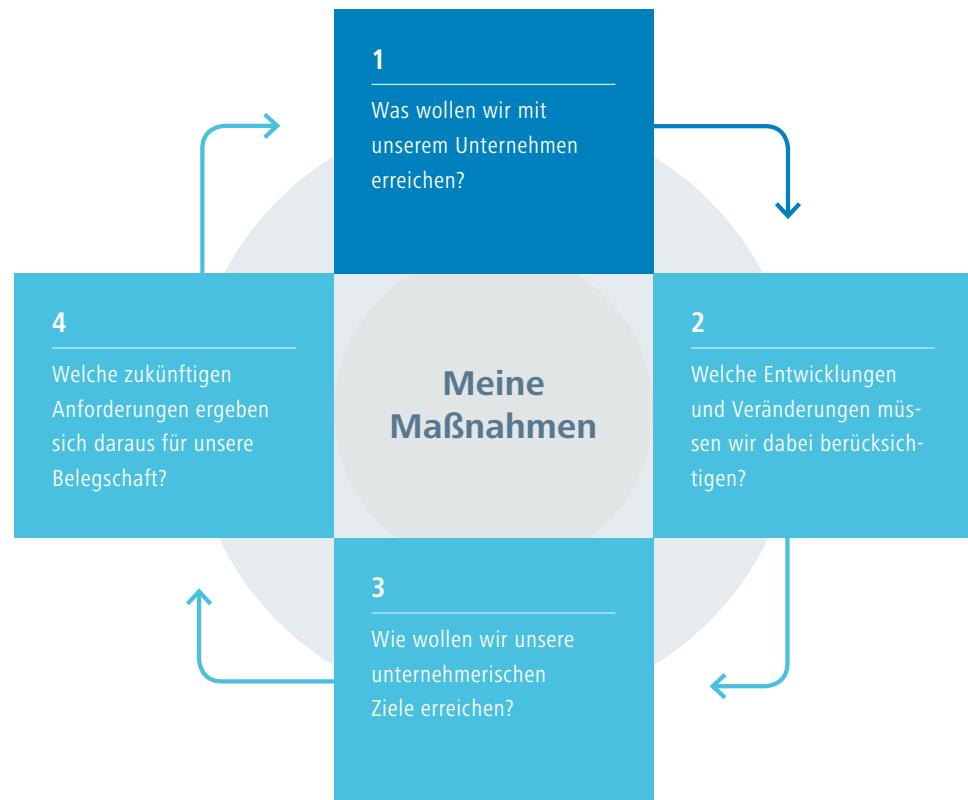 1
Was wollen wir mit
unserem Unternehmen
erreichen?
2
Welche Entwicklungen
und Veränderungen müs-
sen wir dabei berücksich-
tigen?
3
Wie wollen wir unsere
unternehmerischen
Ziele erreichen?
4
Welche zukünftigen
Anforderungen ergeben
sich daraus für unsere
Belegschaft?
Meine
Maßnahmen